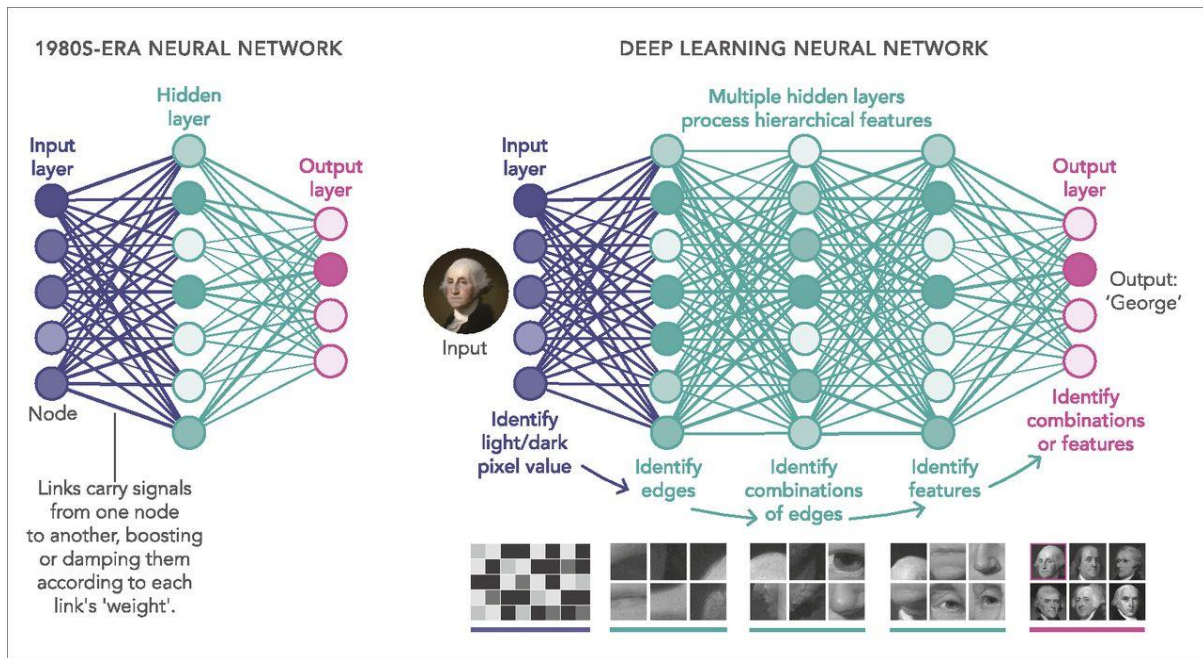 1980S-ERA NEURAL NETWORK
Hidden
layer
Input
layer
Output
layer
Node
Links carry signals
from one node
to another, boosting
or damping them
according to each
link's 'weight'.
DEEP LEARNING NEURAL NETWORK
Multiple hidden layers
process hierarchical features
Input
layer
Output
layer
Input
Output:
‘George‘
Identify
light/dark
pixel value
Identify
edges
Identify
combinations
of edges
Identify
features
Identify
combinations
or features